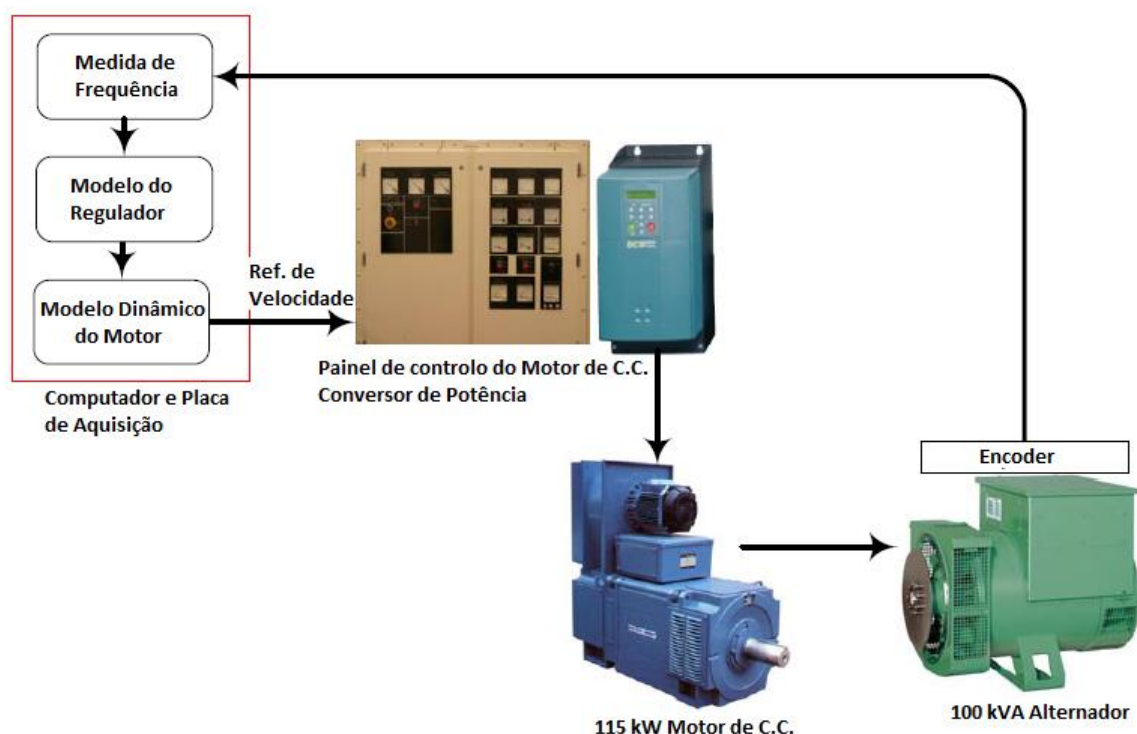 Medida de
Frequência
Modelo do
Regulador
Modelo Dinâmico
do Motor
Computador e Placa
de Aquisição
Ref. de
Velocidade
Painel de controlo do Motor de C.C.
Conversor de Potência
Encoder
115 kW Motor de C.C.
100 kVA Alternador